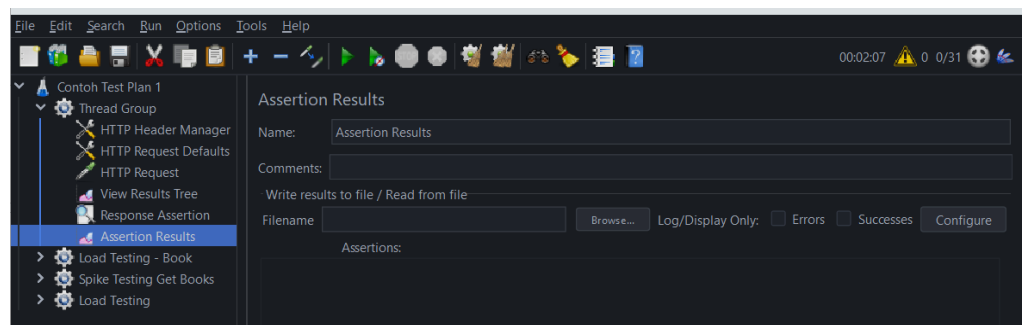 File Edit Search Run Options Tools Help
00:02:07 0 0/31
Contoh Test Plan 1
Thread Group
HTTP Header Manager
HTTP Request Defaults
HTTP Request
View Results Tree
Response Assertion
Assertion Results
Load Testing - Book
Spike Testing Get Books
Load Testing
Assertion Results
Name: Assertion Results
Comments:
Write results to file / Read from file
Filename Browse... Log/Display Only: Errors Successes Configure
Assertions: